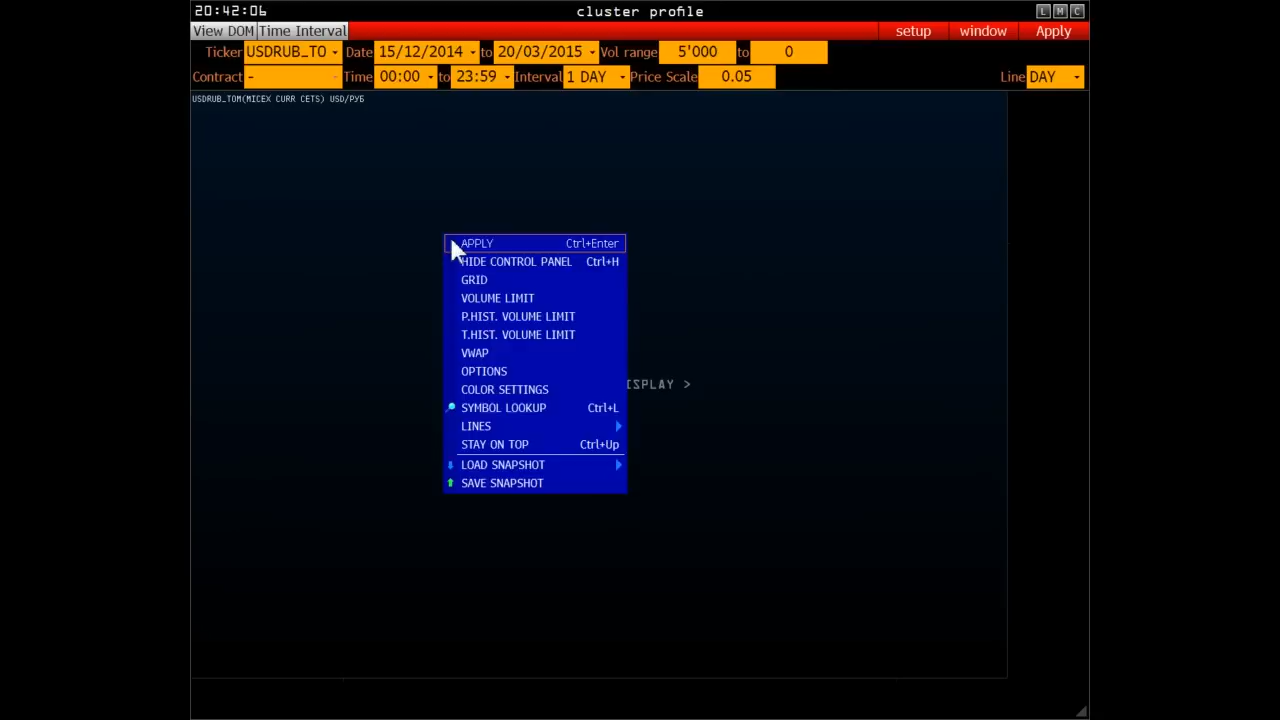 20:42:06 cluster profile L M C
View DOM Time Interval setup window Apply
Ticker USDRUB_TO Date 15/12/2014 to 20/03/2015 Vol range 5'000 to 0
Contract - Time 00:00 to 23:59 Interval 1 DAY Price Scale 0.05 Line DAY
USDRUB_TOM(MICEX CURR CETS) USD/РУБ
APPLY Ctrl+Enter
HIDE CONTROL PANEL Ctrl+H
GRID
VOLUME LIMIT
P.HIST. VOLUME LIMIT
T.HIST. VOLUME LIMIT
VWAP
OPTIONS
ISPLAY >
COLOR SETTINGS
SYMBOL LOOKUP Ctrl+L
LINES
STAY ON TOP Ctrl+Up
LOAD SNAPSHOT
SAVE SNAPSHOT